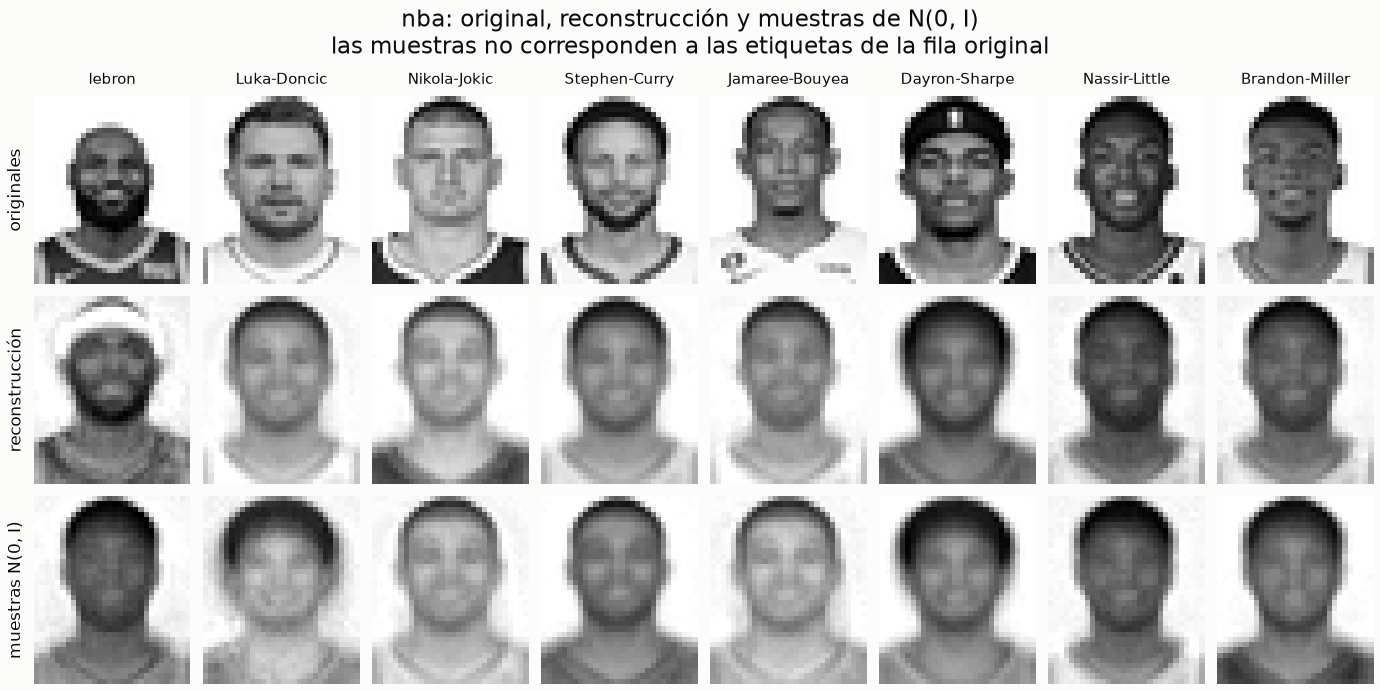 nba: original, reconstrucción y muestras de N(0, I)
las muestras no corresponden a las etiquetas de la fila original
lebron
Luka-Doncic
Nikola-Jokic
Stephen-Curry
Jamaree-Bouyea
Dayron-Sharpe
Nassir-Little
Brandon-Miller
originales
reconstrucción
muestras N(0, I)